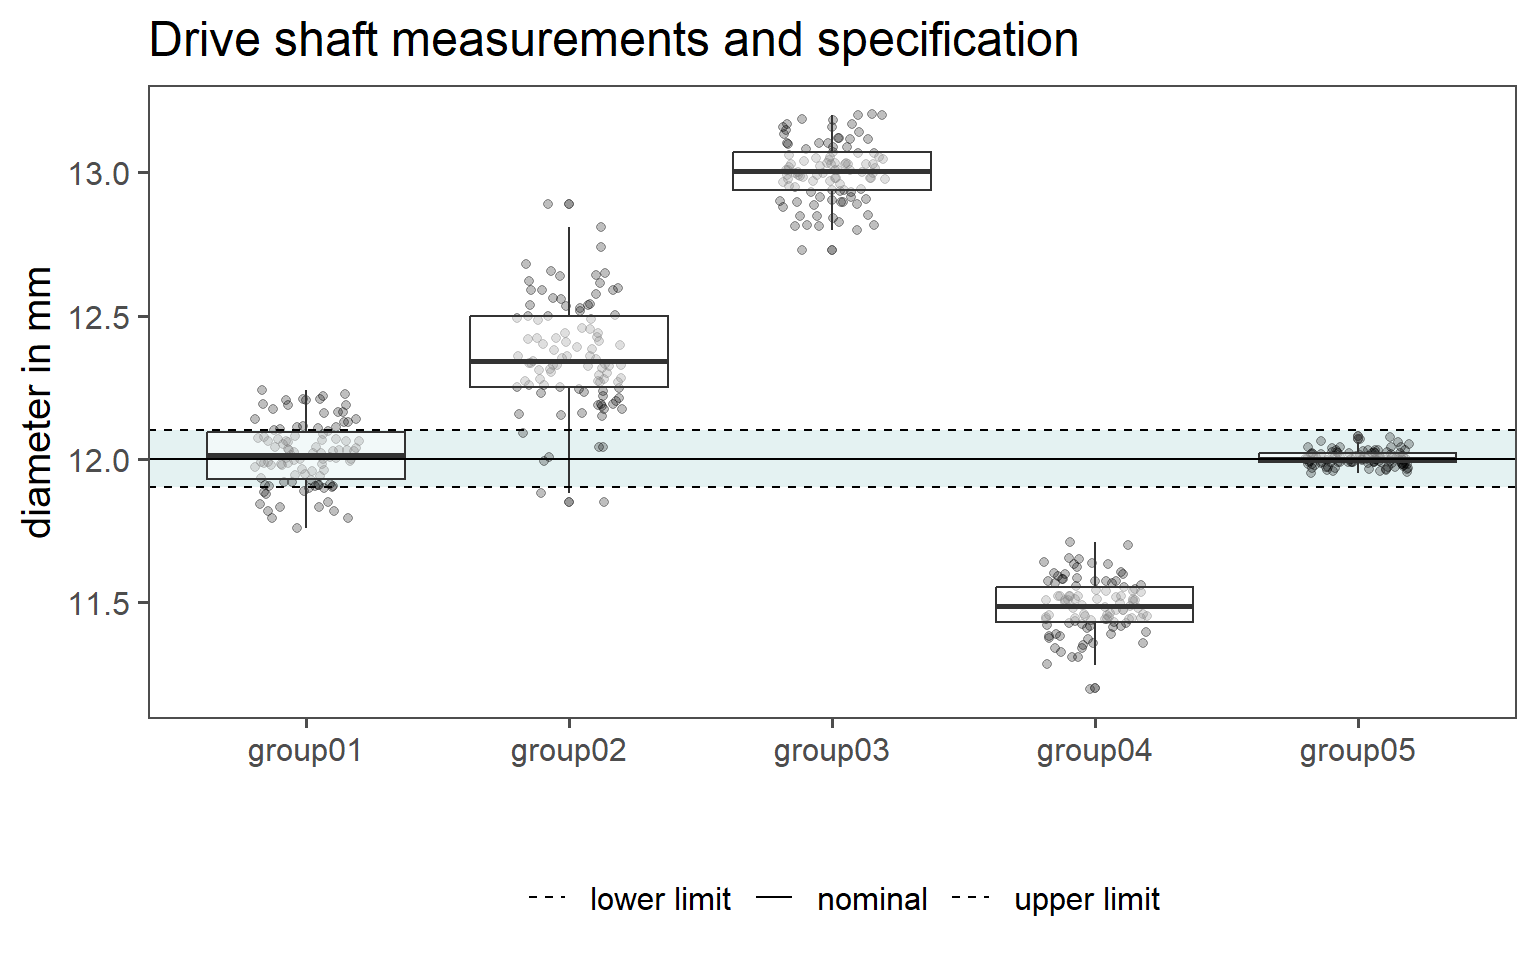 Drive shaft measurements and specification
diameter in mm
13.0
12.5
12.0
11.5
group01 group02 group03 group04 group05
lower limit nominal upper limit